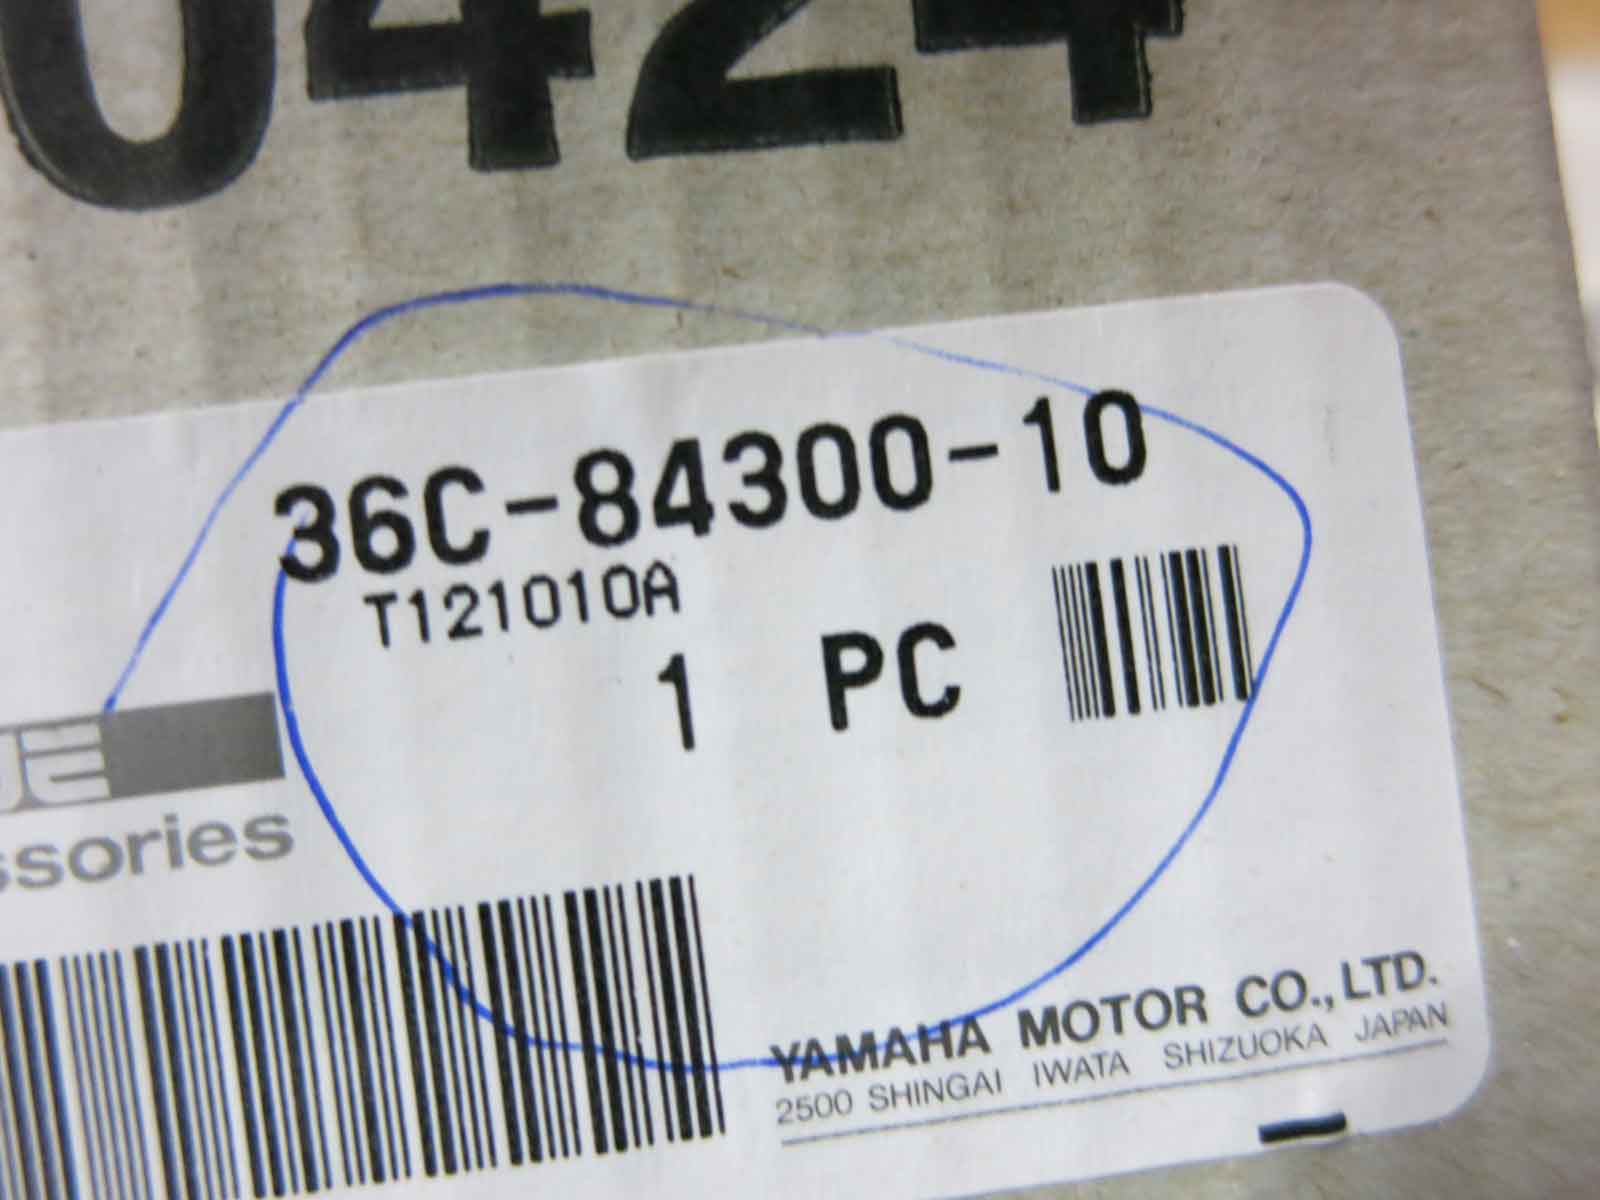 0424
36C-84300-10
T121010A
1 PC
ssories
YAMAHA MOTOR CO., LTD.
2500 SHINGAI IWATA SHIZUOKA JAPAN